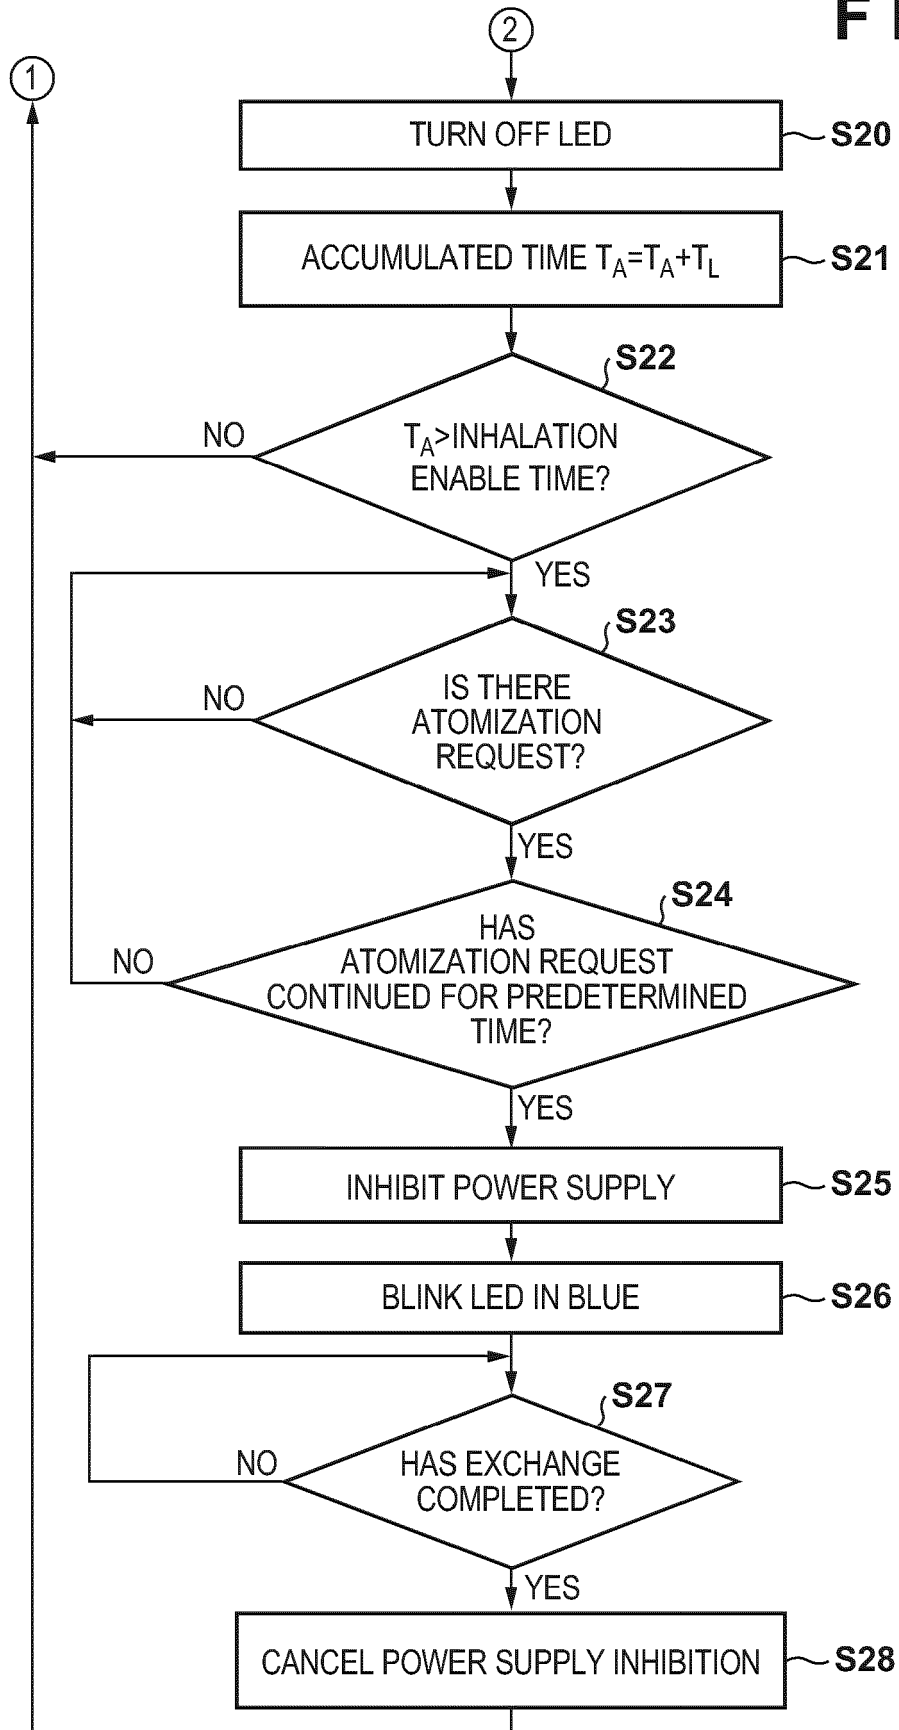 F
2
1
TURN OFF LED
S20
ACCUMULATED TIME TA=TA+TL
S21
S22
TA>INHALATION
ENABLE TIME?
NO
YES
S23
IS THERE
ATOMIZATION
REQUEST?
NO
YES
S24
HAS
ATOMIZATION REQUEST
CONTINUED FOR PREDETERMINED
TIME?
NO
YES
INHIBIT POWER SUPPLY
S25
BLINK LED IN BLUE
S26
S27
HAS EXCHANGE
COMPLETED?
NO
YES
CANCEL POWER SUPPLY INHIBITION
S28